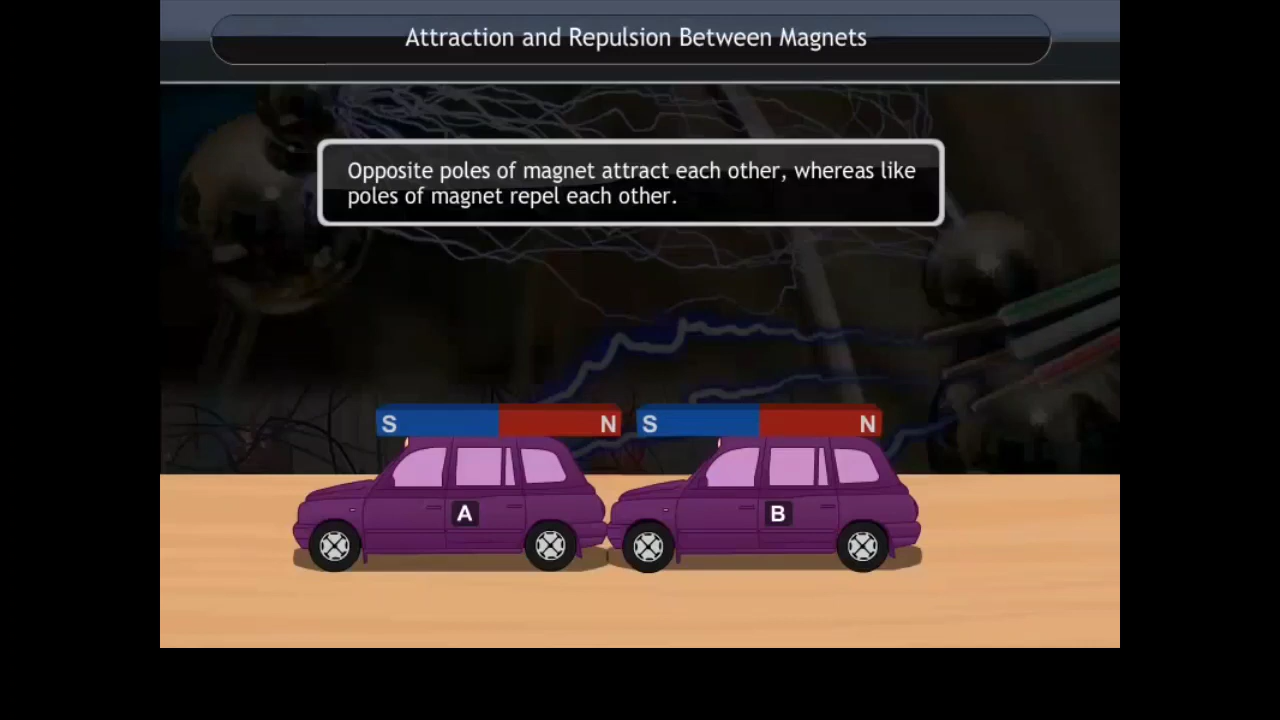 Attraction and Repulsion Between Magnets
Opposite poles of magnet attract each other, whereas like
poles of magnet repel each other.
S N S N
A B